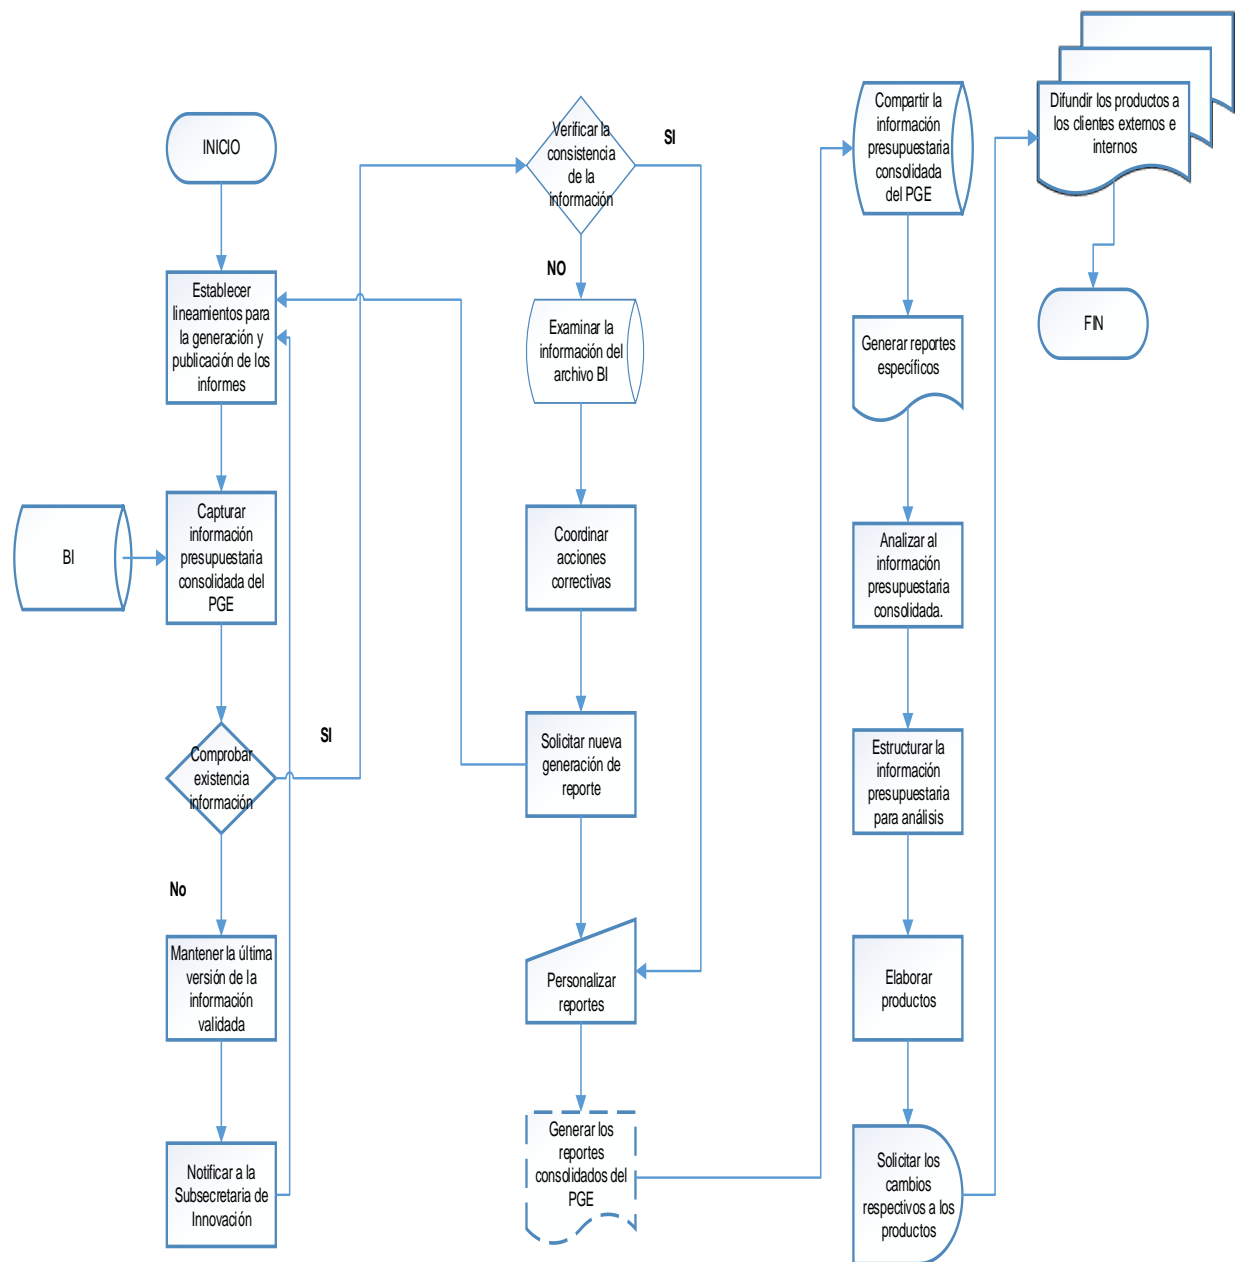 INICIO
Establecer
lineamientos para
la generación y
publicación de los
informes
BI
Capturar
información
presupuestaria
consolidada del
PGE
Comprobar
existencia
información
SI
No
Mantener la última
versión de la
información
validada
Notificar a la
Subsecretaria de
Innovación
Verificar la
consistencia
de la
información
SI
NO
Examinar la
información del
archivo BI
Coordinar
acciones
correctivas
Solicitar nueva
generación de
reporte
Personalizar
reportes
Generar los
reportes
consolidados del
PGE
Compartir la
información
presupuestaria
consolidada
del PGE
Generar reportes
específicos
Analizar al
información
presupuestaria
consolidada.
Estructurar la
información
presupuestaria
para análisis
Elaborar
productos
Solicitar los
cambios
respectivos a los
productos
Difundir los productos a
los clientes externos e
internos
FIN